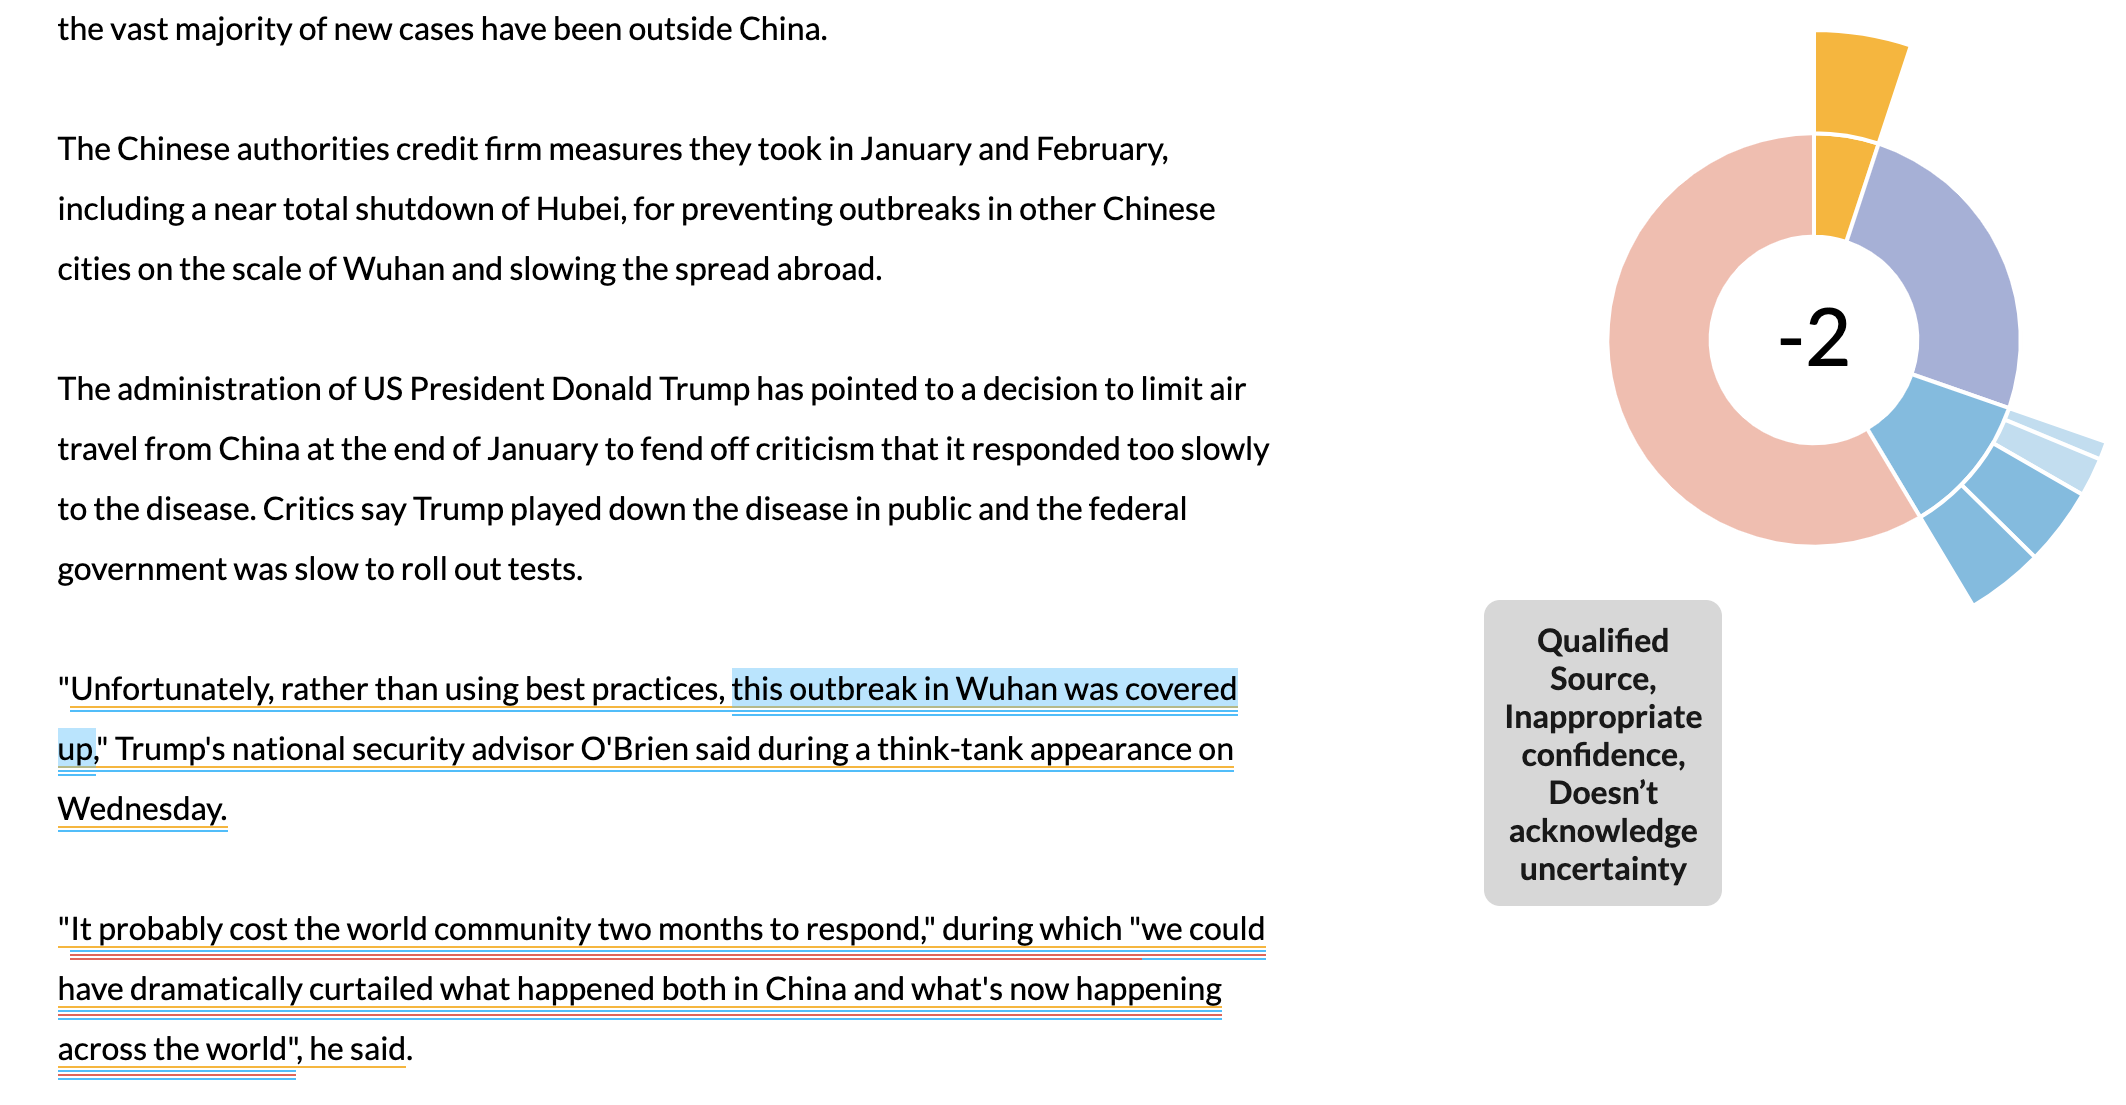 the vast majority of new cases have been outside China.
The Chinese authorities credit firm measures they took in January and February,
including a near total shutdown of Hubei, for preventing outbreaks in other Chinese
cities on the scale of Wuhan and slowing the spread abroad.
The administration of US President Donald Trump has pointed to a decision to limit air
travel from China at the end of January to fend off criticism that it responded too slowly
to the disease. Critics say Trump played down the disease in public and the federal
government was slow to roll out tests.
"Unfortunately, rather than using best practices, this outbreak in Wuhan was covered
up," Trump's national security advisor O'Brien said during a think-tank appearance on
Wednesday.
"It probably cost the world community two months to respond," during which "we could
have dramatically curtailed what happened both in China and what's now happening
across the world", he said.
-2
Qualified
Source,
Inappropriate
confidence,
Doesn’t
acknowledge
uncertainty